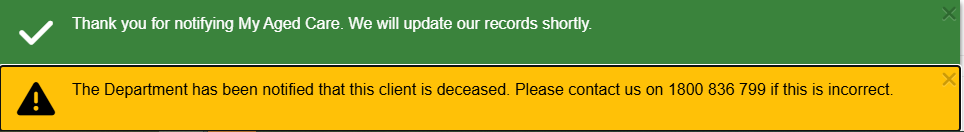 Thank you for notifying My Aged Care. We will update our records shortly.
The Department has been notified that this client is deceased. Please contact us on 1800 836 799 if this is incorrect.